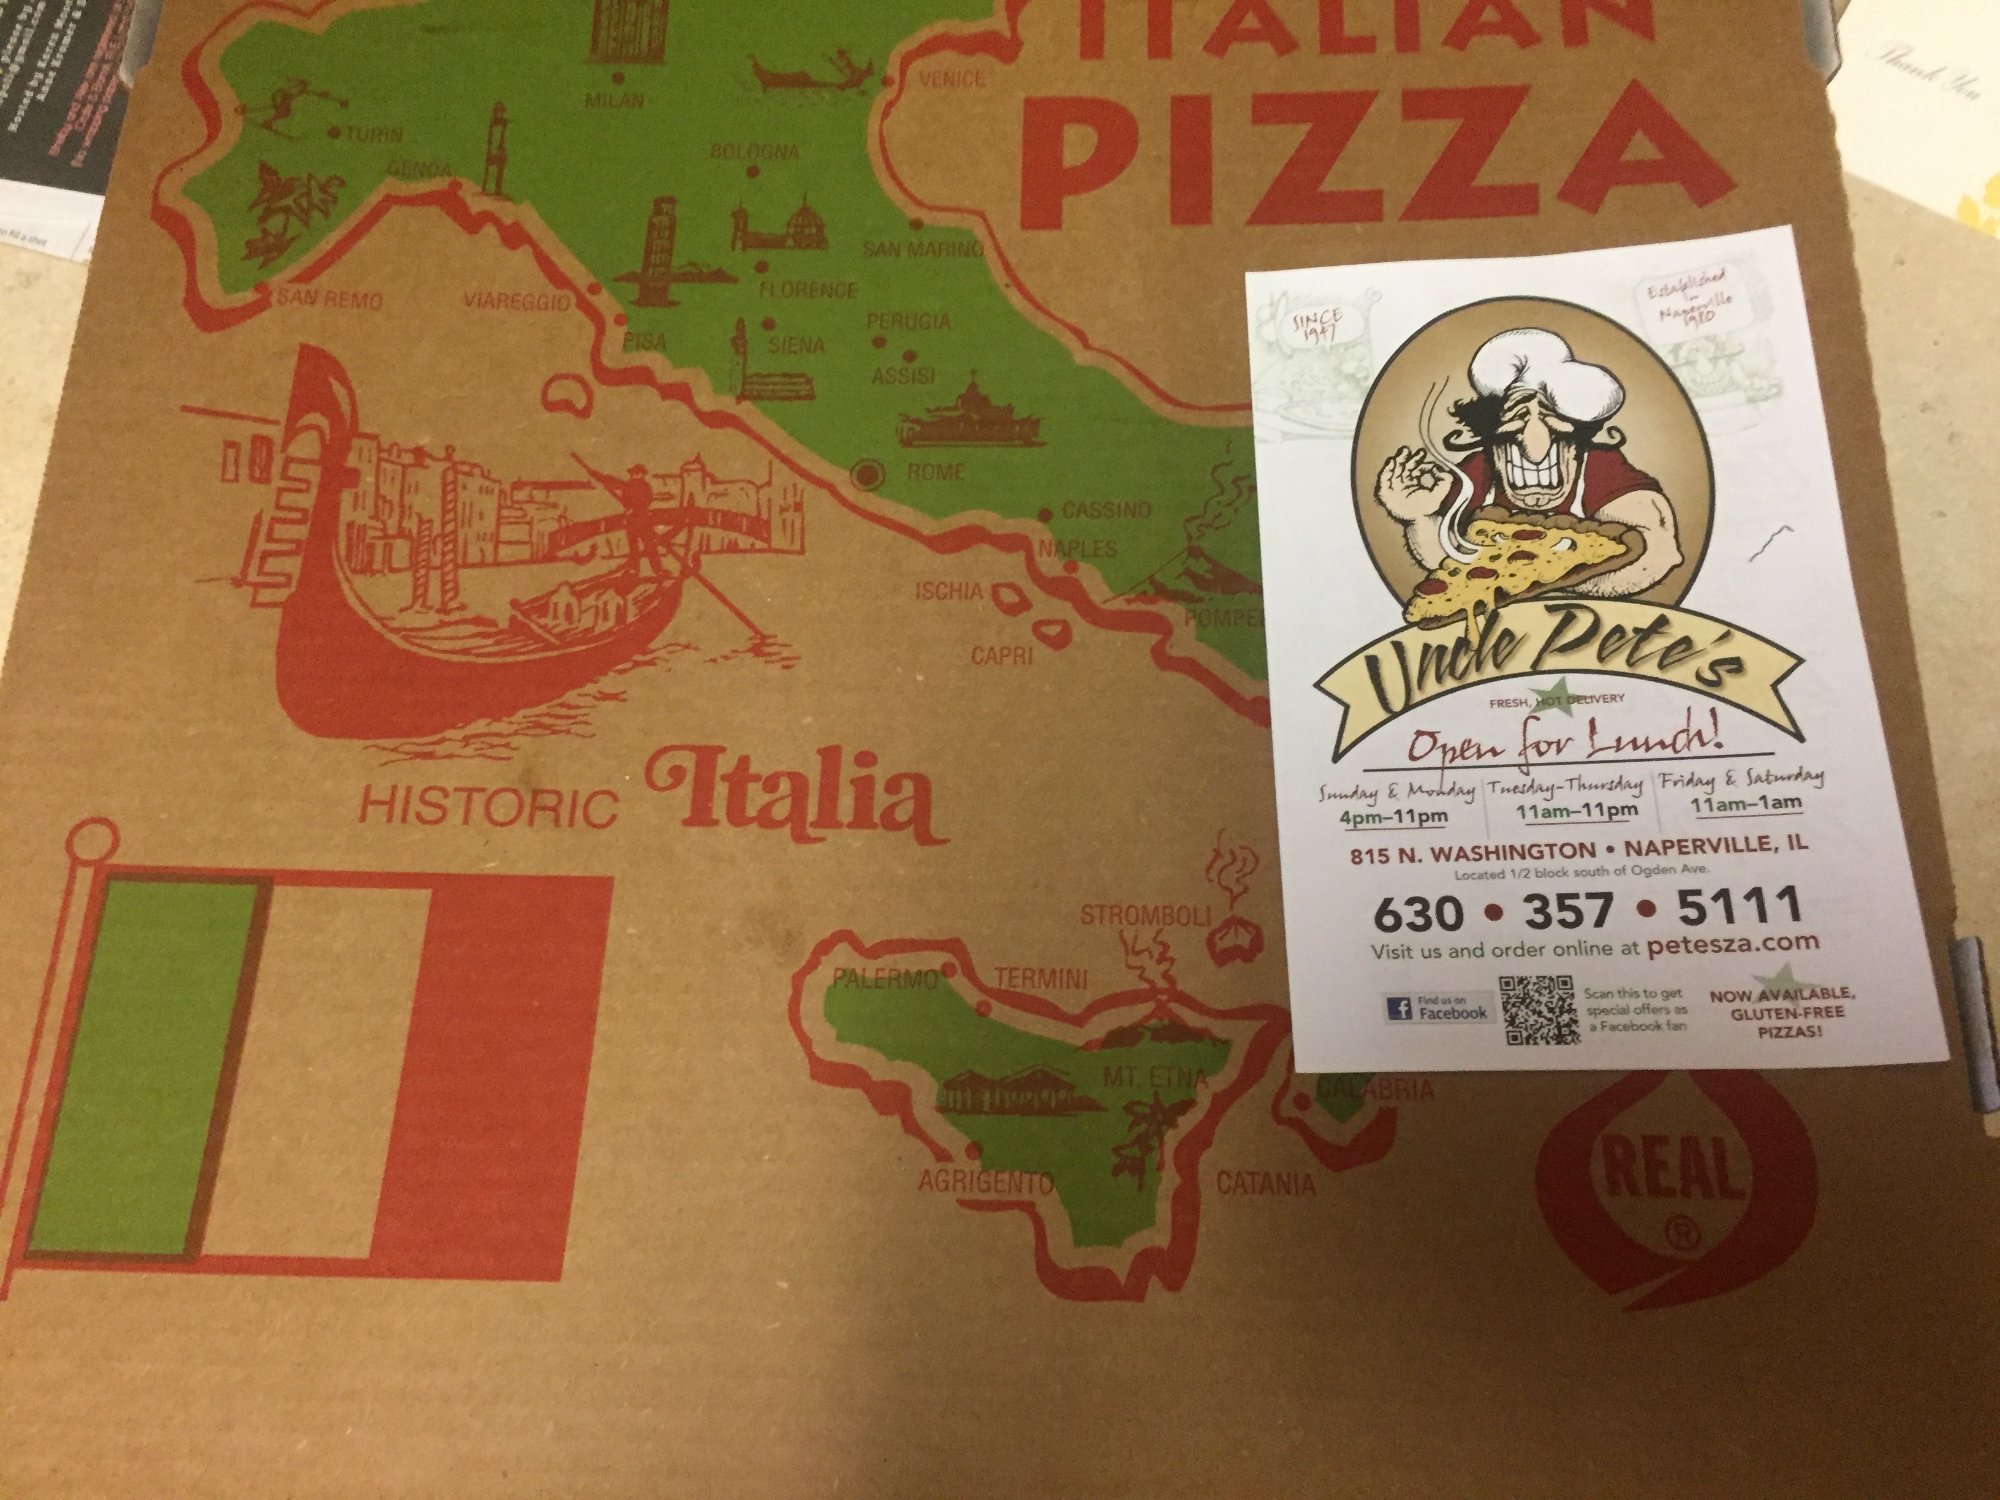 ITALIAN
PIZZA
MILAN
VENICE
TURIN
GENOA
BOLOGNA
SAN MARINO
SAN REMO
VIAREGGIO
FLORENCE
PISA
SIENA
PERUGIA
ASSISI
ROME
CASSINO
NAPLES
ISCHIA
CAPRI
POMPEI
HISTORIC Italia
STROMBOLI
PALERMO
TERMINI
MT. ETNA
CALABRIA
AGRIGENTO
CATANIA
REAL
®
SINCE
1947
Established
in
Naperville
1980
Uncle Pete's
FRESH, HOT DELIVERY
Open for Lunch!
Sunday & Monday
4pm–11pm
Tuesday-Thursday
11am–11pm
Friday & Saturday
11am–1am
815 N. WASHINGTON • NAPERVILLE, IL
Located 1/2 block south of Ogden Ave.
630 • 357 • 5111
Visit us and order online at petesza.com
f Find us on
Facebook
Scan this to get
special offers as
a Facebook fan
NOW AVAILABLE,
GLUTEN-FREE
PIZZAS!
Thank You